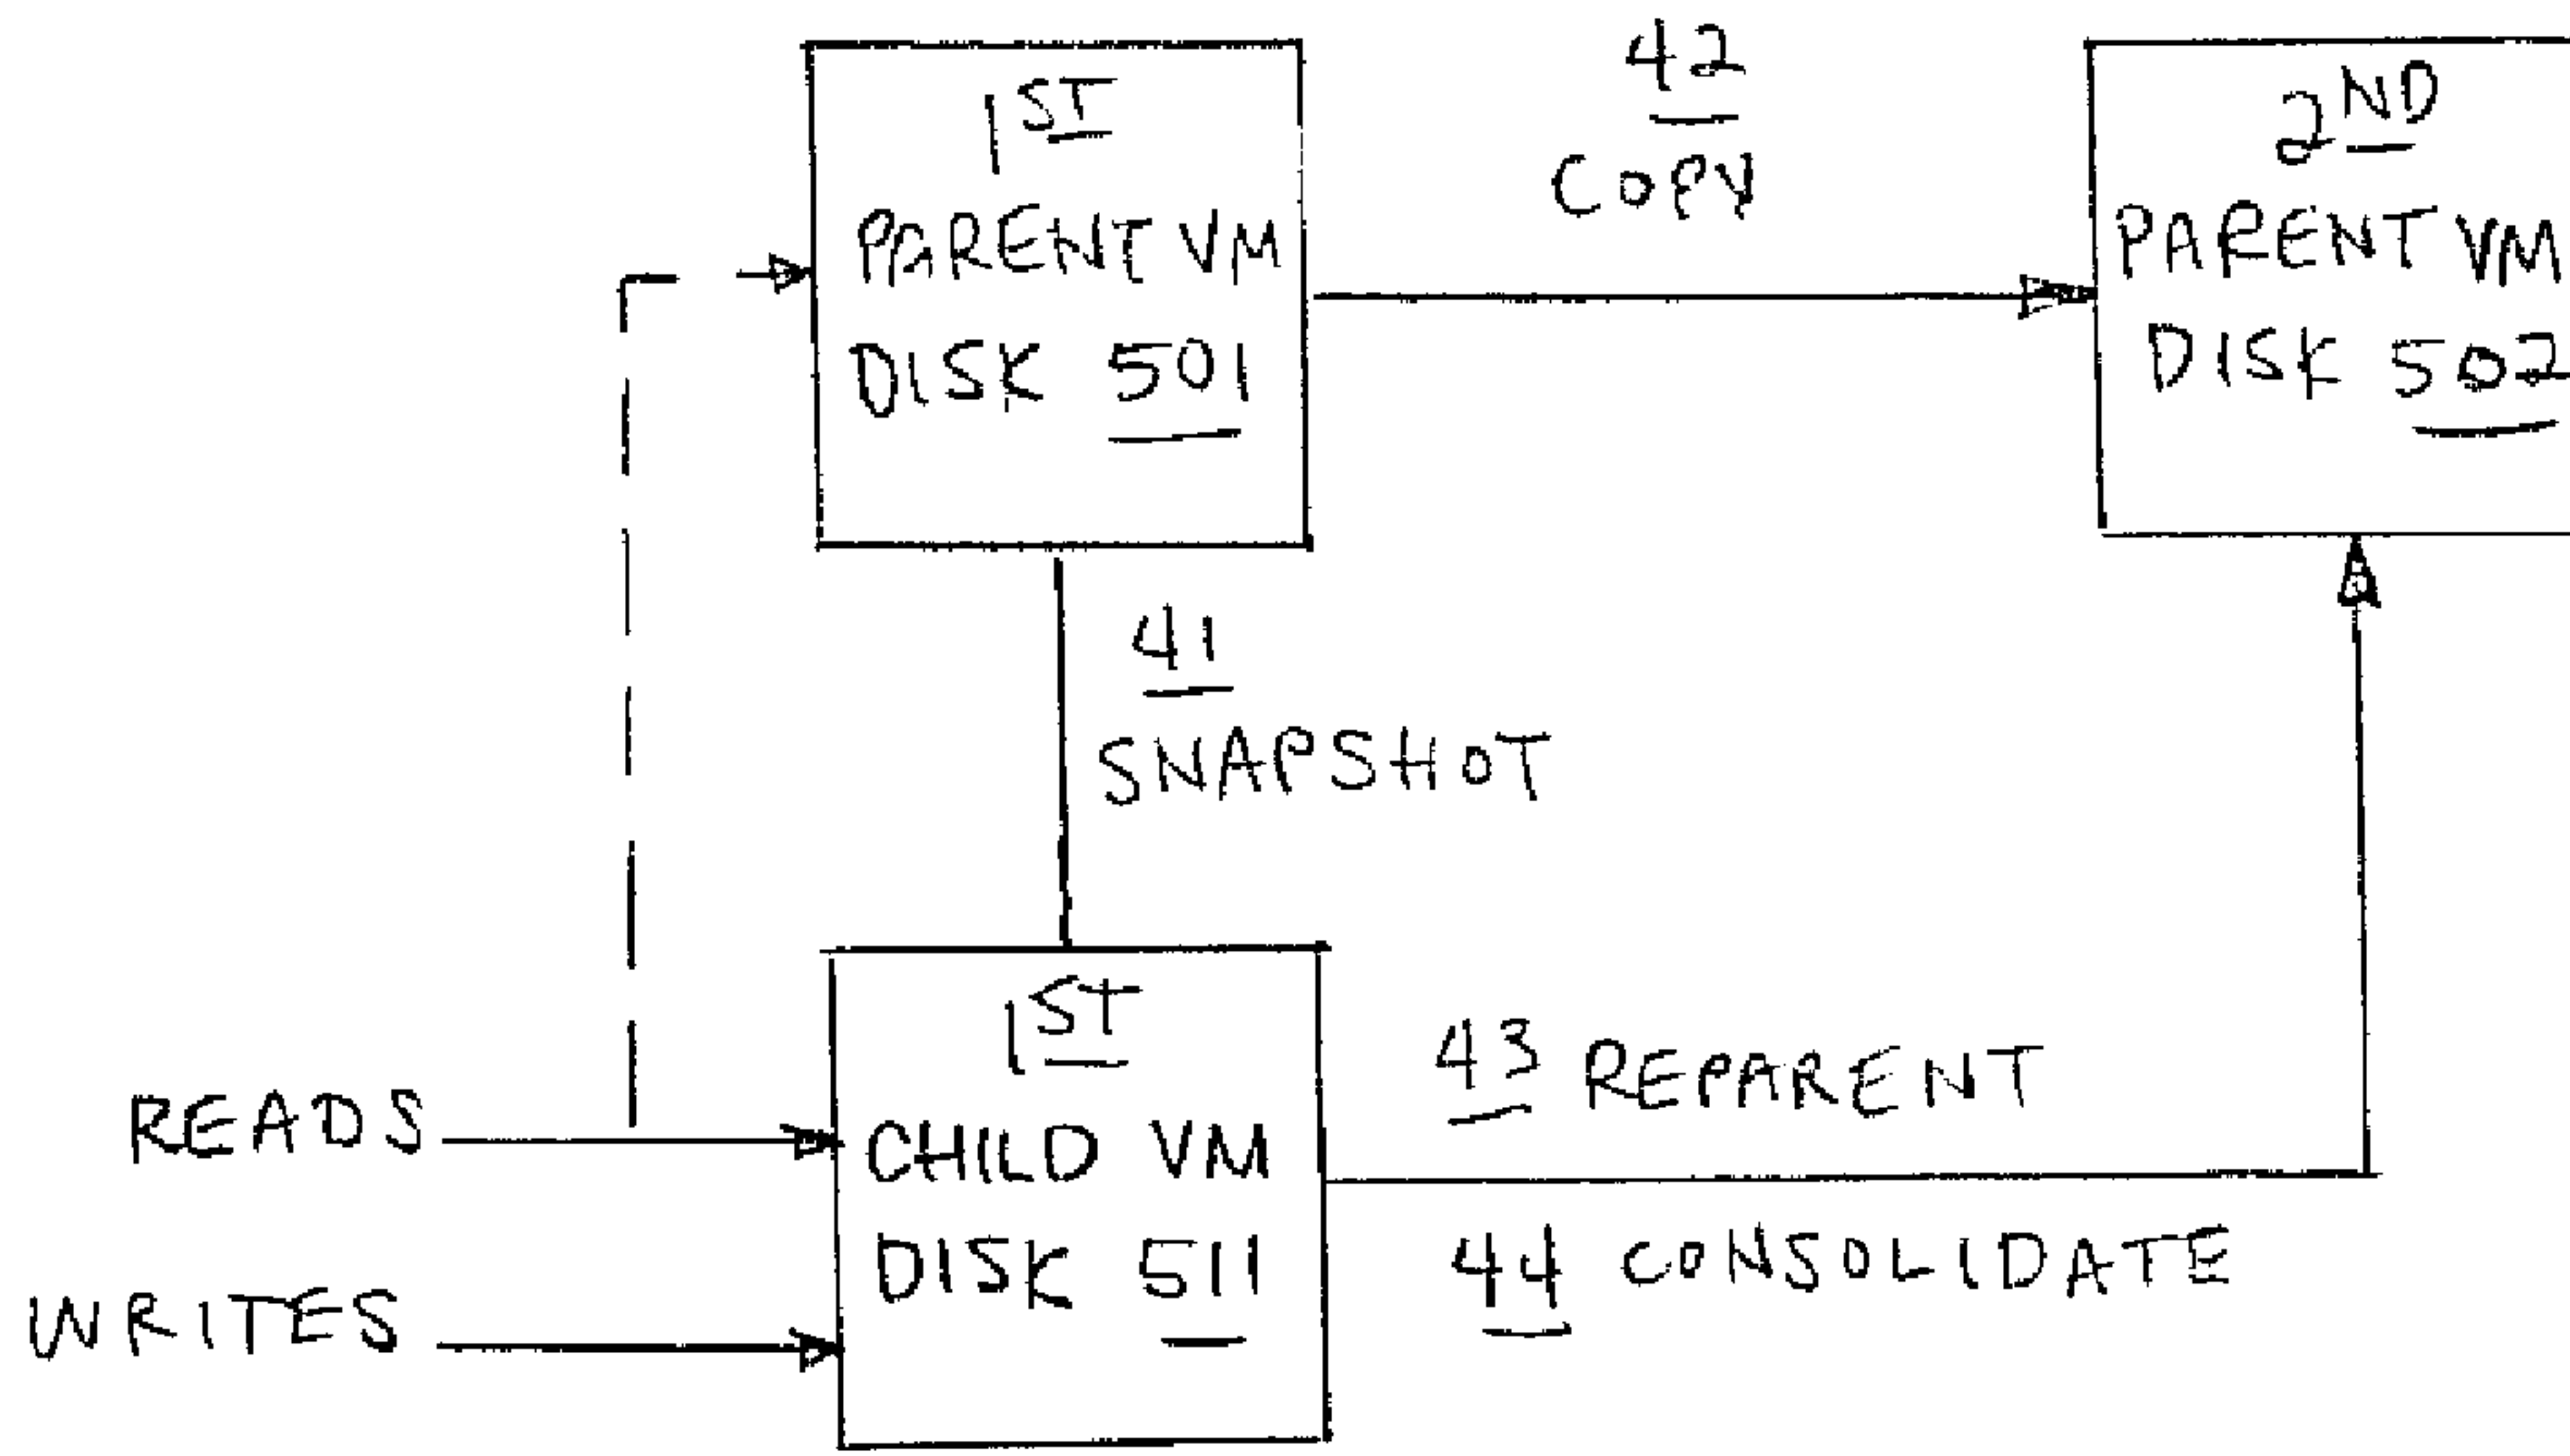 1ST
PARENT VM
DISK 501
42
COPY
2ND
PARENT VM
DISK 502
41
SNAPSHOT
1ST
CHILD VM
DISK 511
READS
WRITES
43 REPARENT
44 CONSOLIDATE